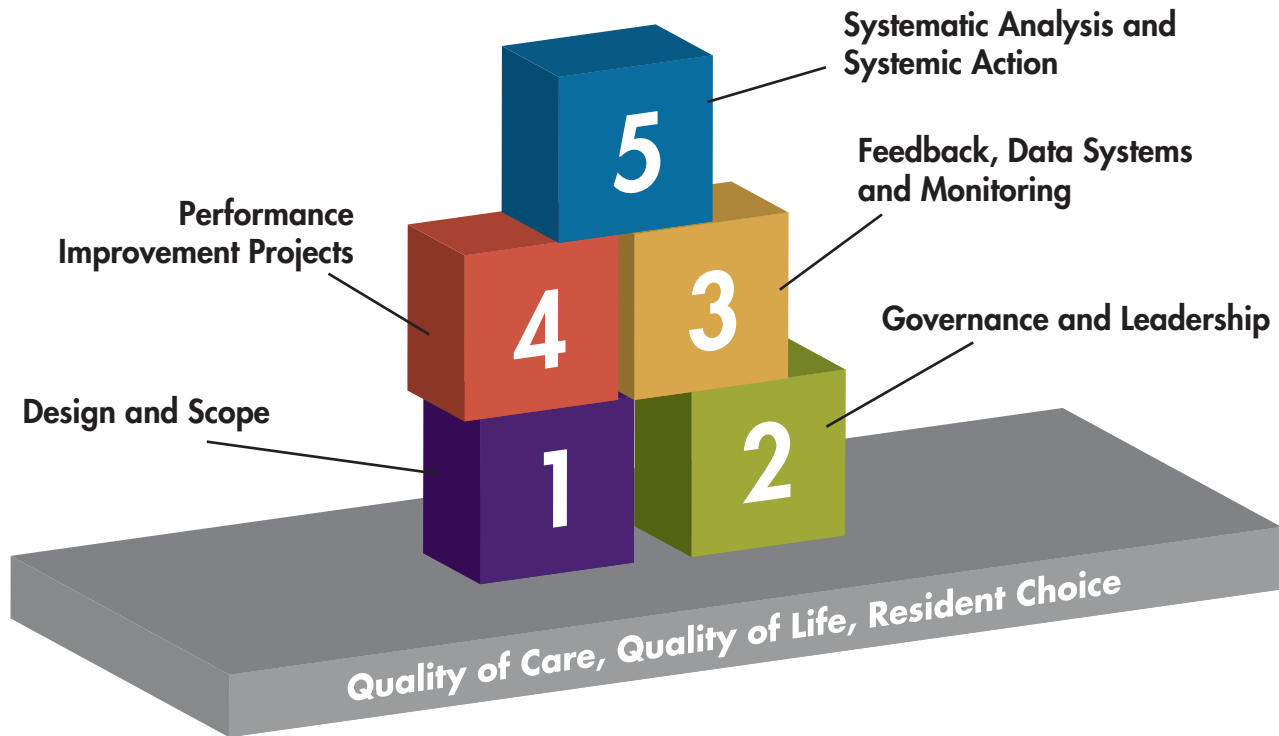 Systematic Analysis and
Systemic Action
5
Feedback, Data Systems
and Monitoring
Performance
Improvement Projects
4
3
Governance and Leadership
Design and Scope
1
2
Quality of Care, Quality of Life, Resident Choice